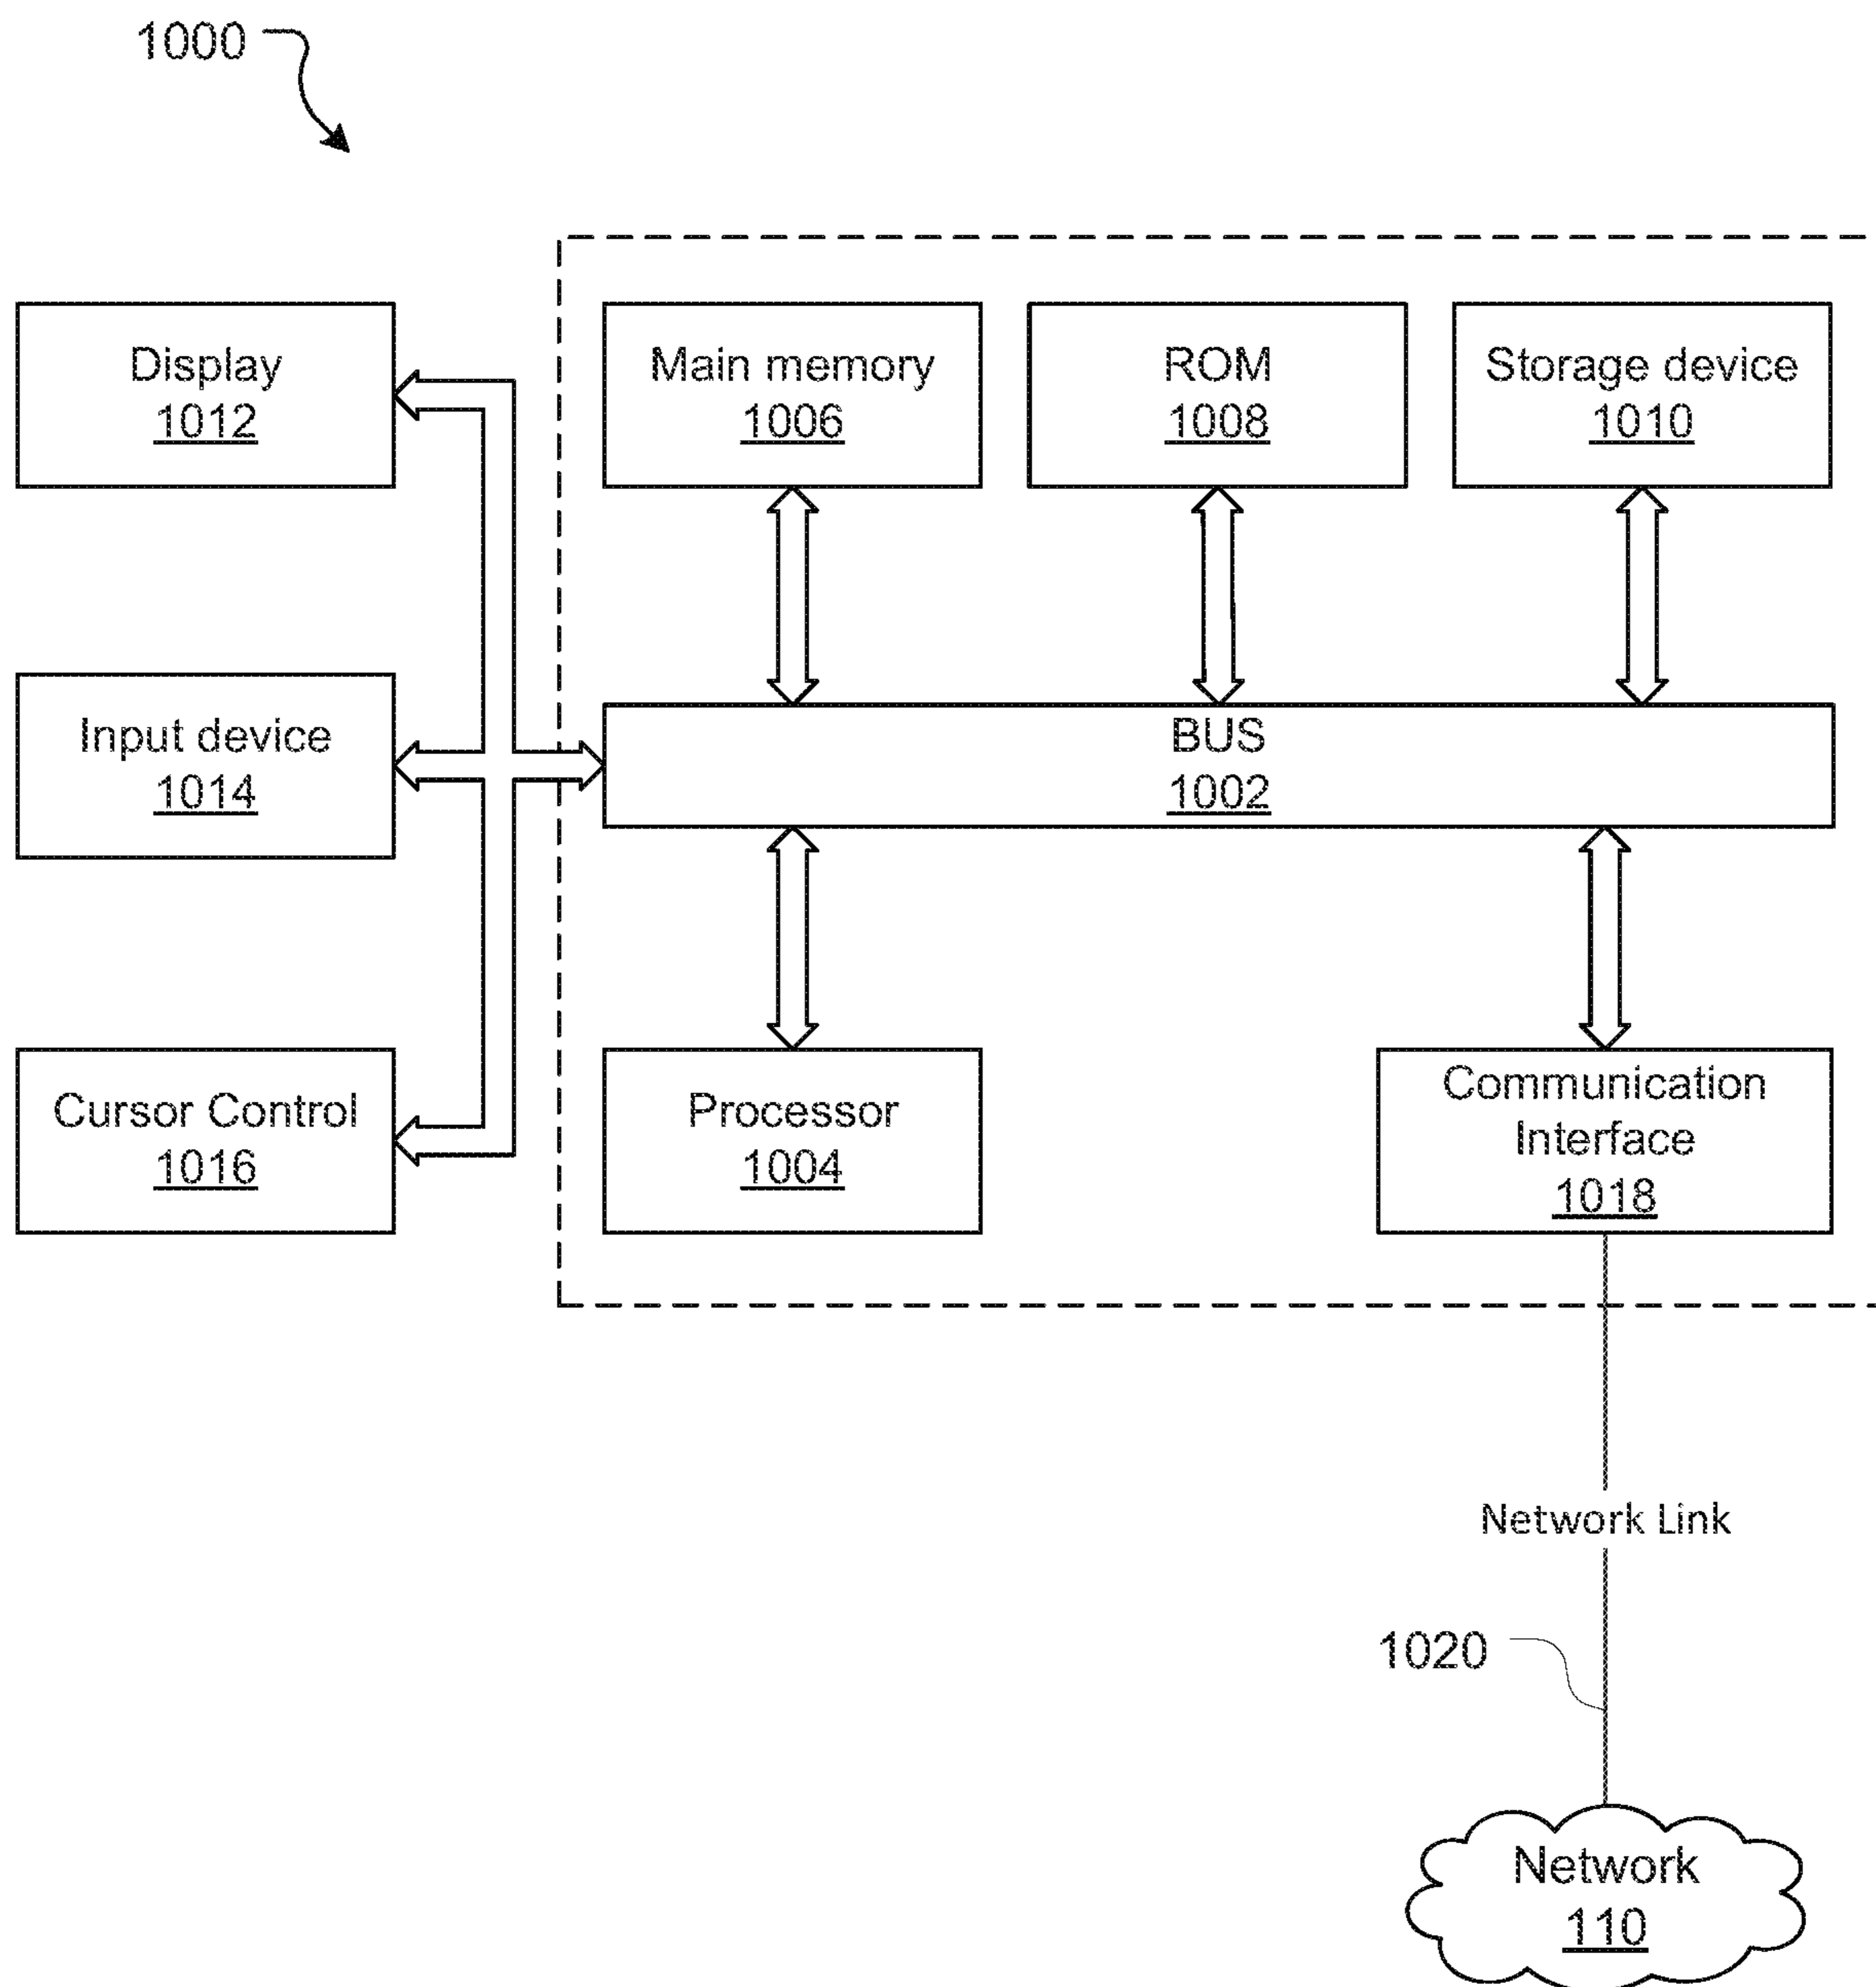 1000
Display
1012
Main memory
1006
ROM
1008
Storage device
1010
Input device
1014
BUS
1002
Cursor Control
1016
Processor
1004
Communication
Interface
1018
Network Link
1020
Network
110